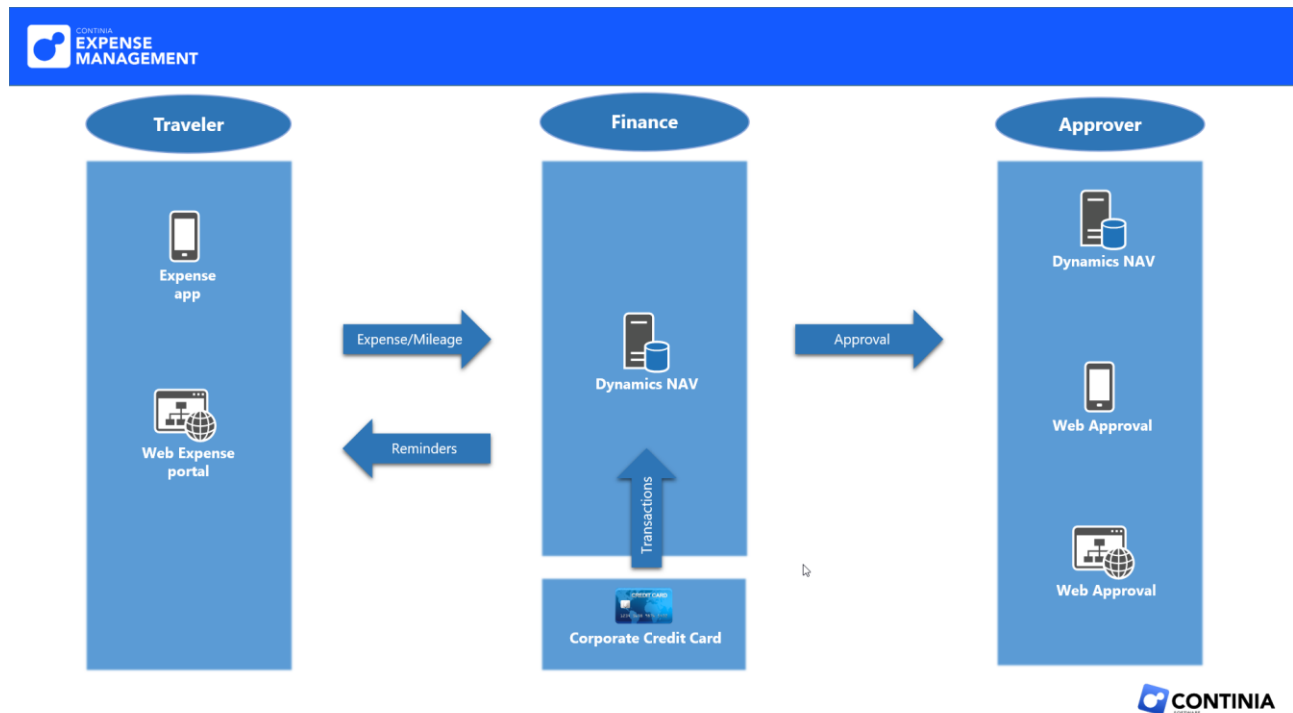 CONTINIA
EXPENSE
MANAGEMENT
Traveler
Finance
Approver
Expense
app
Web Expense
portal
Expense/Mileage
Reminders
Dynamics NAV
Transactions
CREDIT CARD
Corporate Credit Card
Approval
Dynamics NAV
Web Approval
Web Approval
CONTINIA
SOFTWARE